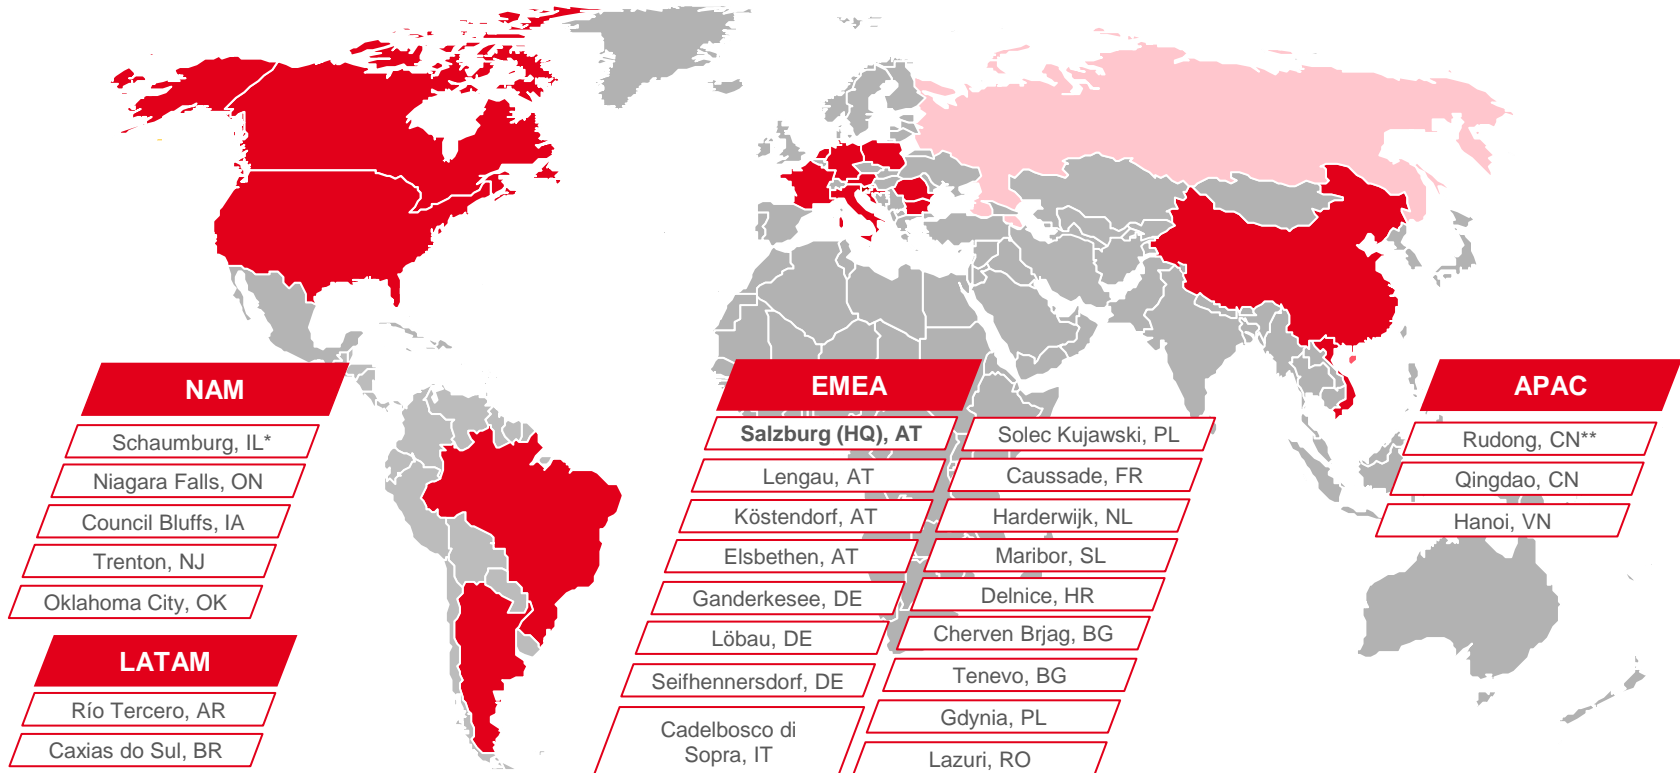 NAM
Schaumburg, IL*
Niagara Falls, ON
Council Bluffs, IA
Trenton, NJ
Oklahoma City, OK
LATAM
Río Tercero, AR
Caxias do Sul, BR
EMEA
Salzburg (HQ), AT
Lengau, AT
Köstendorf, AT
Elsbethen, AT
Ganderkesee, DE
Löbau, DE
Seifhennersdorf, DE
Cadelbosco di
Sopra, IT
Solec Kujawski, PL
Caussade, FR
Harderwijk, NL
Maribor, SL
Delnice, HR
Cherven Brjag, BG
Tenevo, BG
Gdynia, PL
Lazuri, RO
APAC
Rudong, CN**
Qingdao, CN
Hanoi, VN